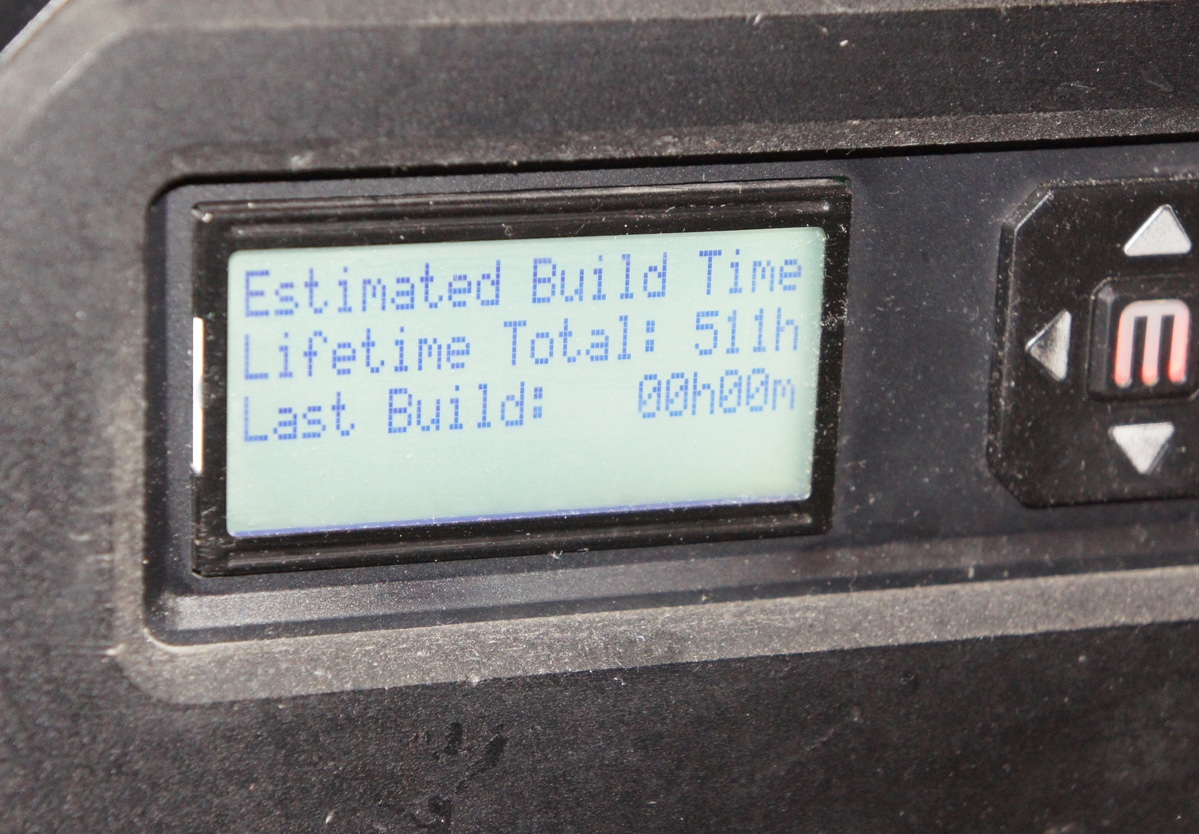 Estimated Build Time
Lifetime Total: 511h
Last Build: 00h00m
M